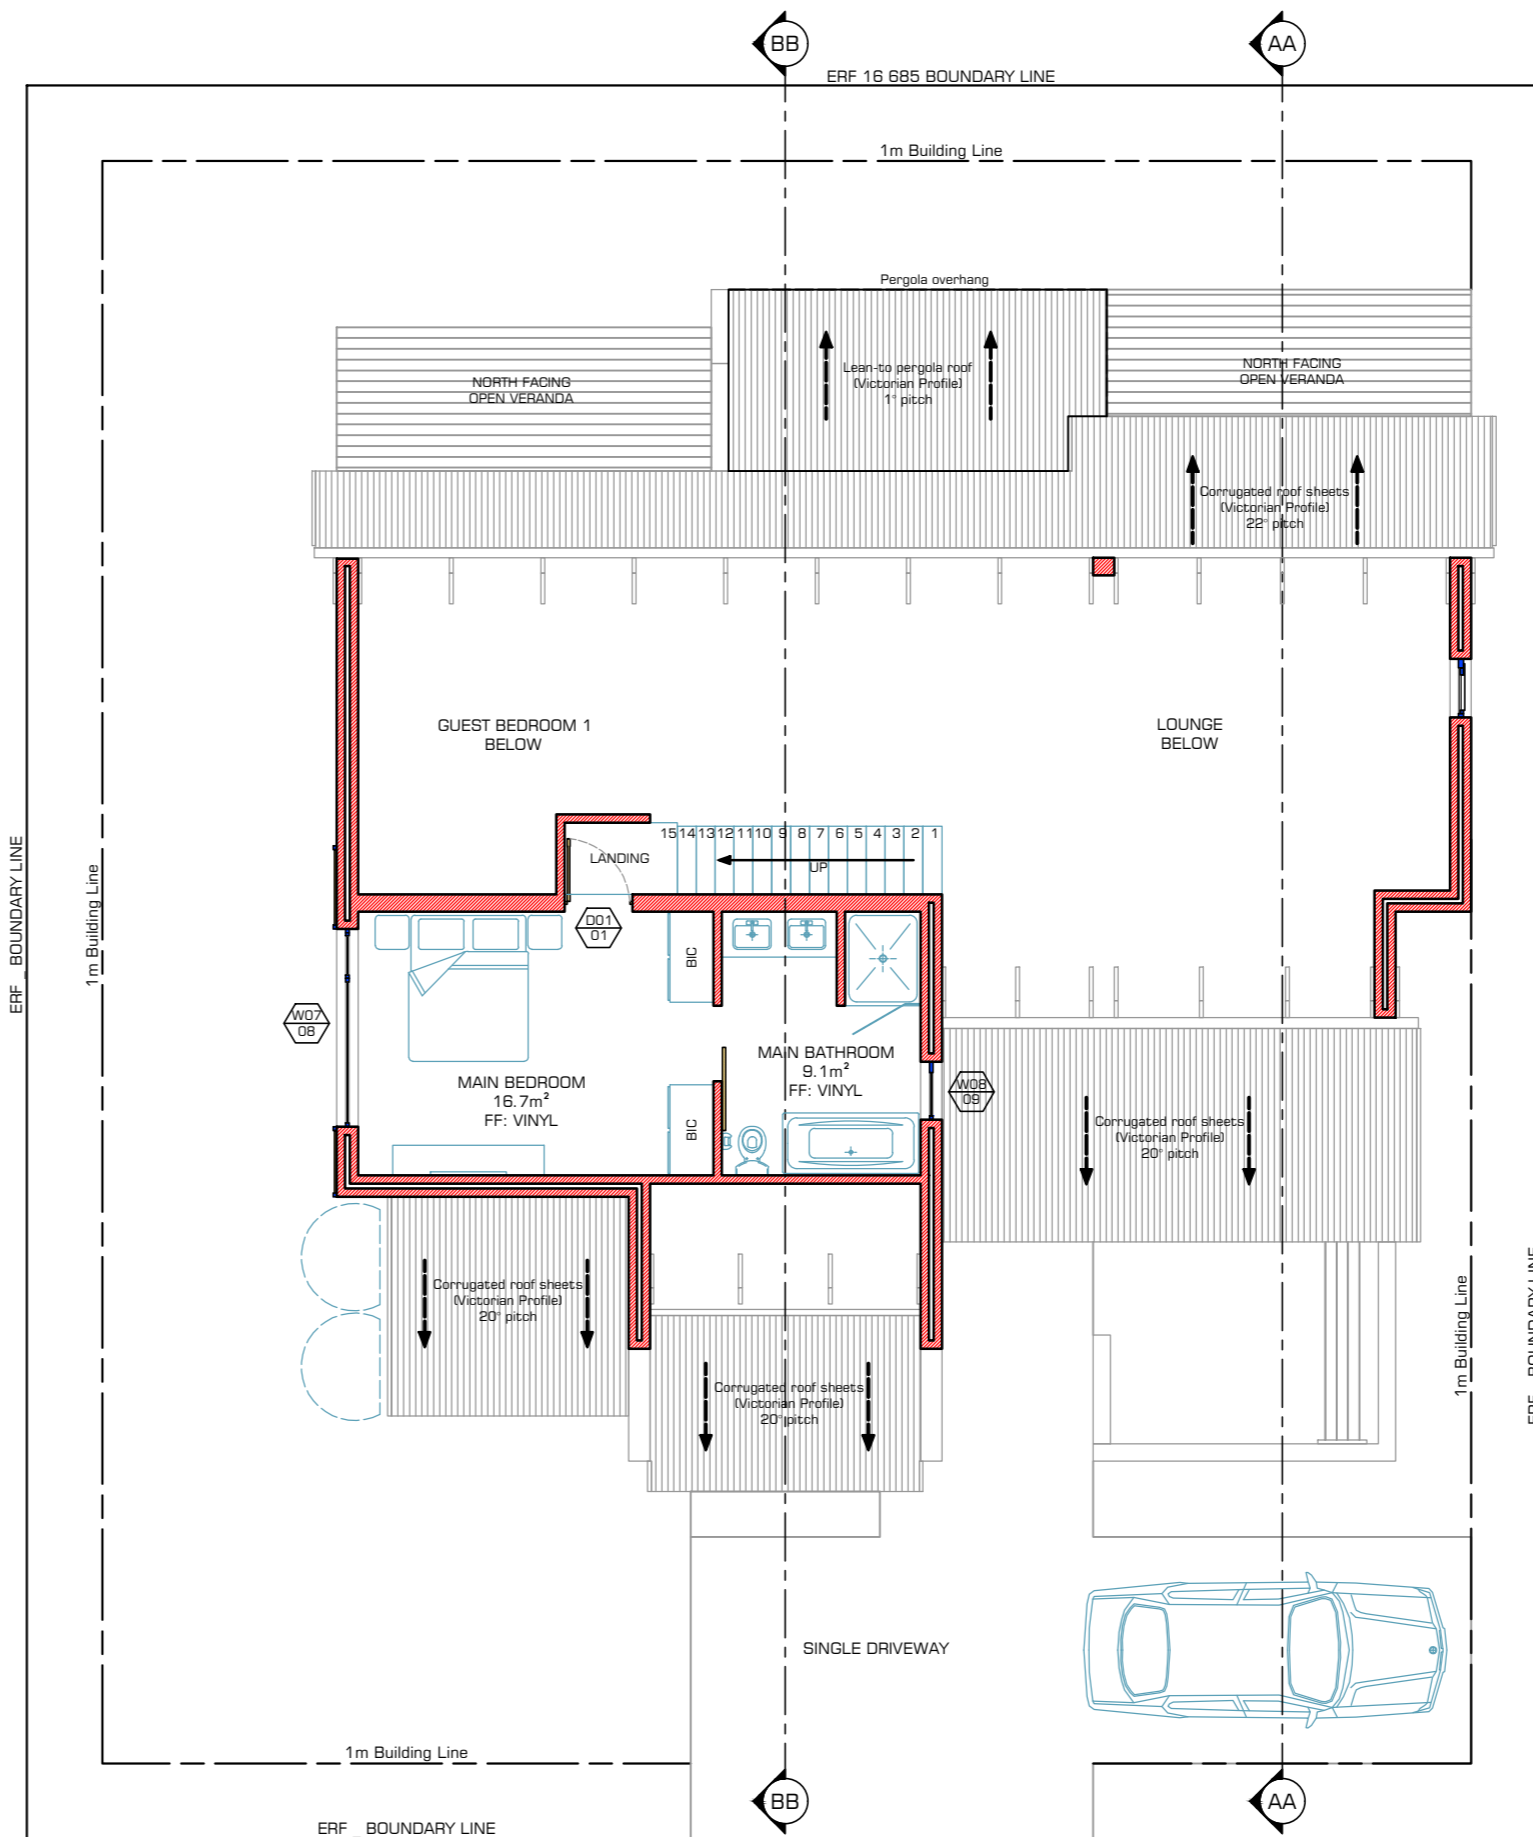 BB
AA
ERF 16 685 BOUNDARY LINE
1m Building Line
Pergola overhang
Lean-to pergola roof
(Victorian Profile)
1° pitch
NORTH FACING
OPEN VERANDA
NORTH FACING
OPEN VERANDA
Corrugated roof sheets
(Victorian Profile)
22° pitch
GUEST BEDROOM 1
BELOW
LOUNGE
BELOW
15 14 13 12 11 10 9 8 7 6 5 4 3 2 1
LANDING
UP
ERF _ BOUNDARY LINE
1m Building Line
D01
01
BIC
W07
08
MAIN BEDROOM
16.7m²
FF: VINYL
MAIN BATHROOM
9.1m²
FF: VINYL
W08
09
BIC
Corrugated roof sheets
(Victorian Profile)
20° pitch
Corrugated roof sheets
(Victorian Profile)
20° pitch
Corrugated roof sheets
(Victorian Profile)
20° pitch
1m Building Line
ERF _ BOUNDARY LINE
SINGLE DRIVEWAY
1m Building Line
BB
AA
ERF _ BOUNDARY LINE